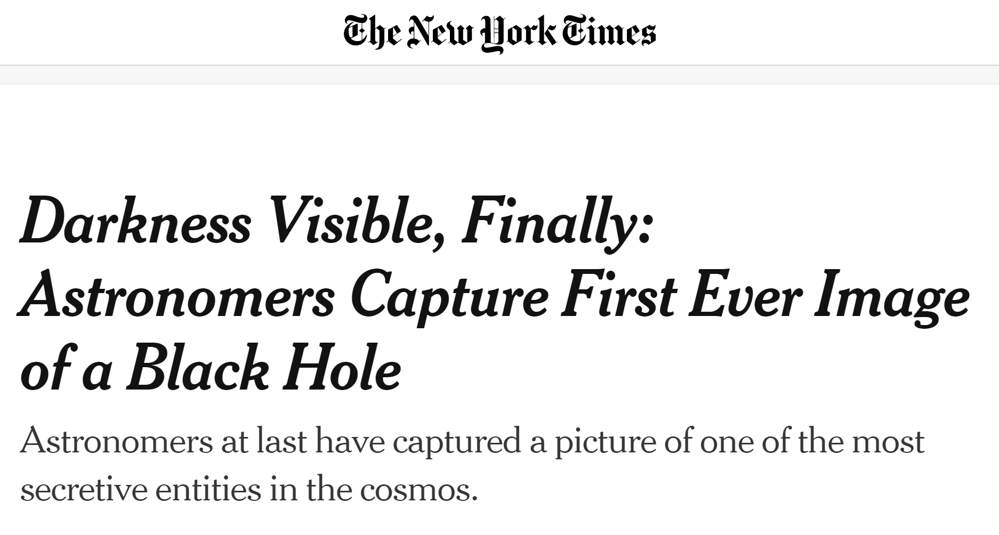 The New York Times
Darkness Visible, Finally:
Astronomers Capture First Ever Image
of a Black Hole
Astronomers at last have captured a picture of one of the most
secretive entities in the cosmos.